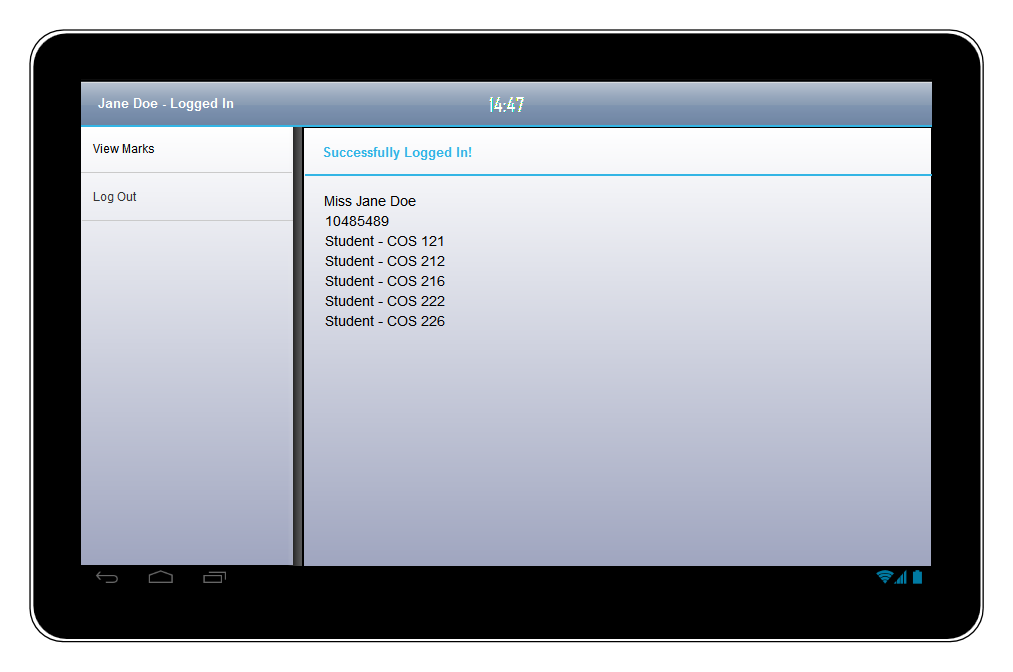 Jane Doe - Logged In
14:47
View Marks
Log Out
Successfully Logged In!
Miss Jane Doe
10485489
Student - COS 121
Student - COS 212
Student - COS 216
Student - COS 222
Student - COS 226